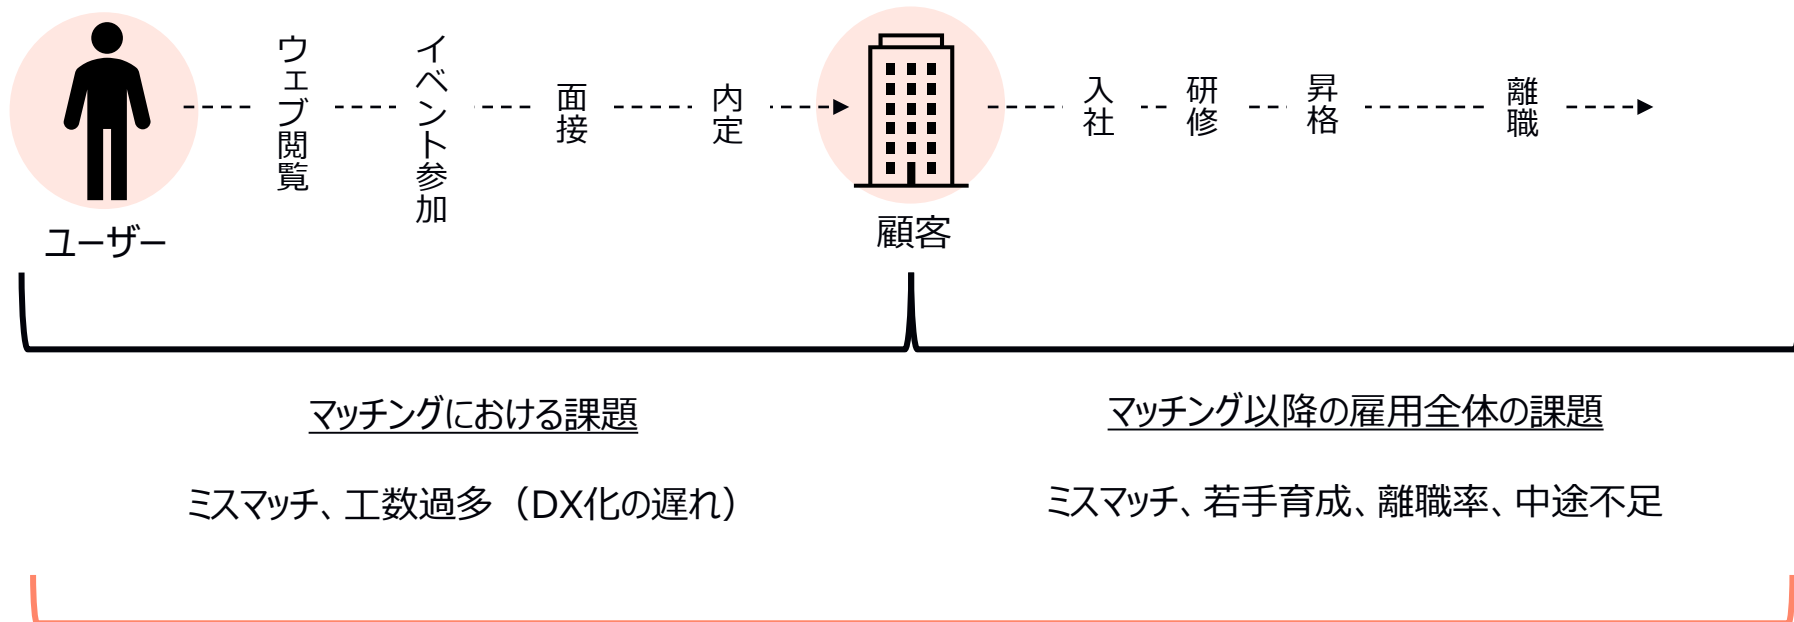 ウェブ閲覧
イベント参加
面接
内定
入社
研修
昇格
離職
ユーザー
顧客
マッチングにおける課題
マッチング以降の雇用全体の課題
ミスマッチ、工数過多（DX化の遅れ）
ミスマッチ、若手育成、離職率、中途不足